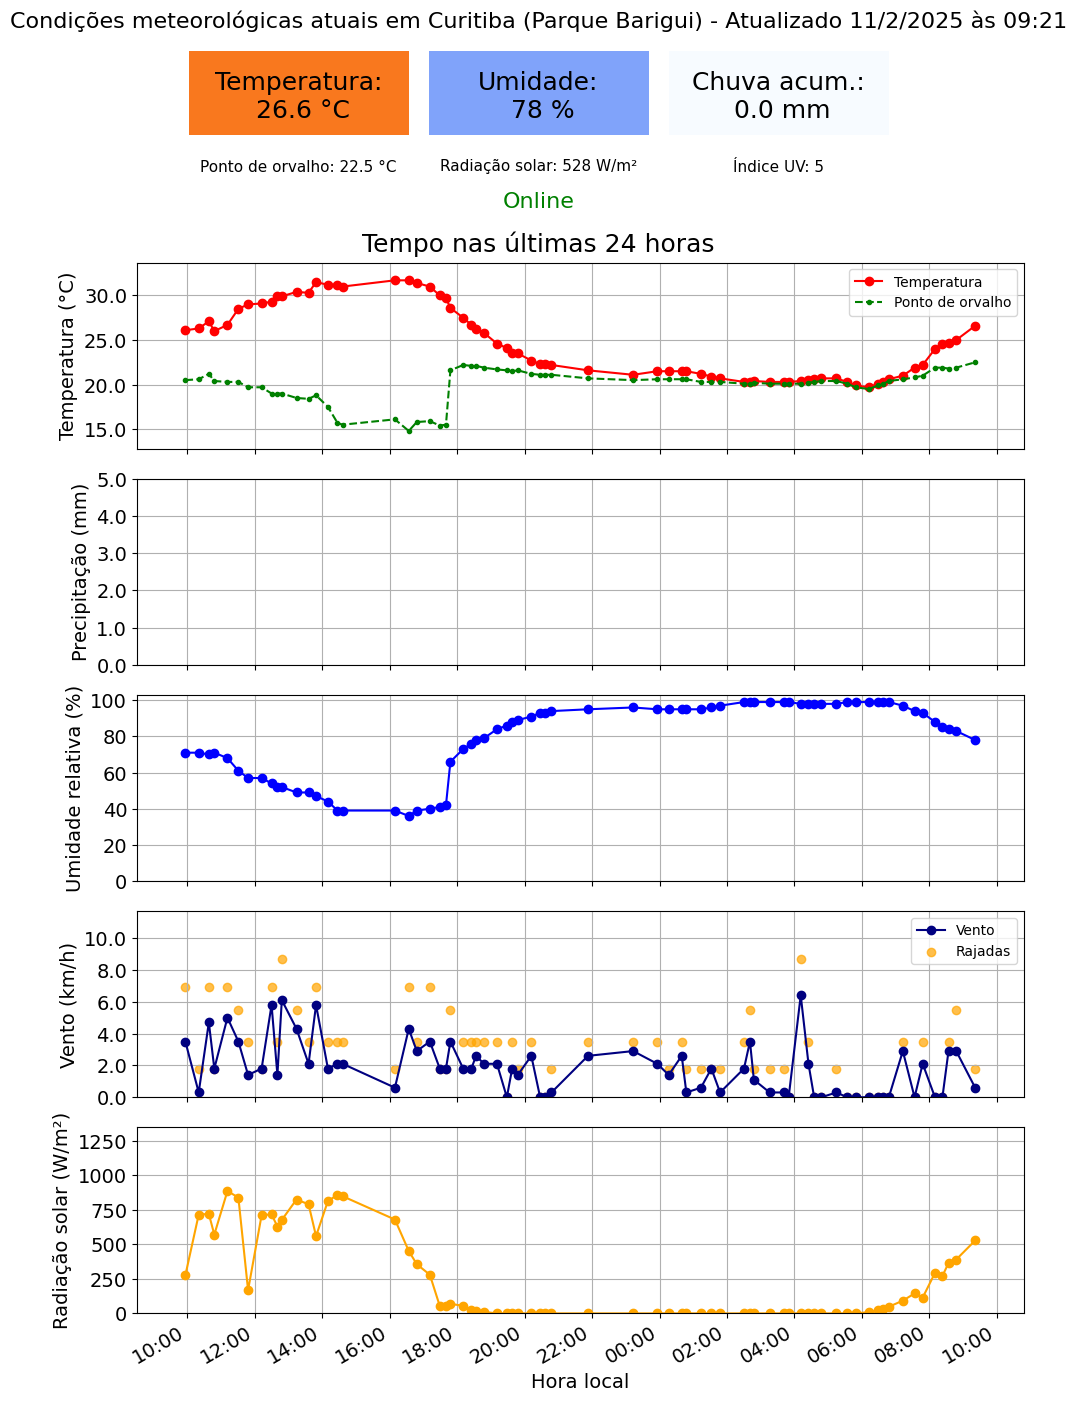 Condições meteorológicas atuais em Curitiba (Parque Barigui) - Atualizado 11/2/2025 às 09:21
Temperatura:
26.6 °C
Umidade:
78 %
Chuva acum.:
0.0 mm
Ponto de orvalho: 22.5 °C
Radiação solar: 528 W/m²
Índice UV: 5
Online
Tempo nas últimas 24 horas
Temperatura (°C)
30.0
25.0
20.0
15.0
Temperatura
Ponto de orvalho
Precipitação (mm)
5.0
4.0
3.0
2.0
1.0
0.0
Umidade relativa (%)
100
80
60
40
20
0
Vento (km/h)
10.0
8.0
6.0
4.0
2.0
0.0
Vento
Rajadas
Radiação solar (W/m²)
1250
1000
750
500
250
0
10:00
12:00
14:00
16:00
18:00
20:00
22:00
00:00
02:00
04:00
06:00
08:00
10:00
Hora local